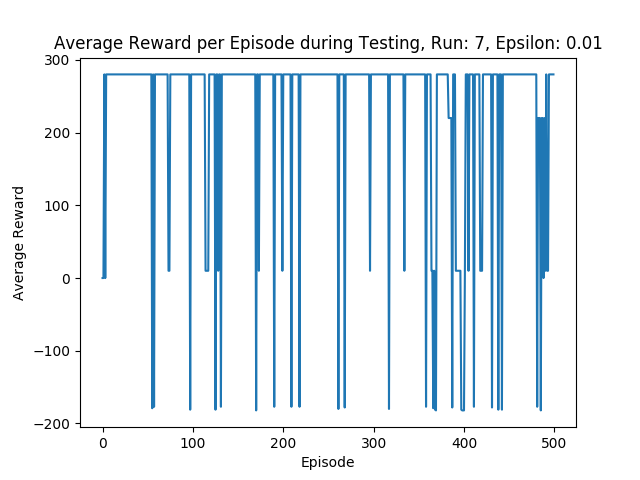 Average Reward per Episode during Testing, Run: 7, Epsilon: 0.01
300
200
100
0
−100
−200
Average Reward
0 100 200 300 400 500
Episode